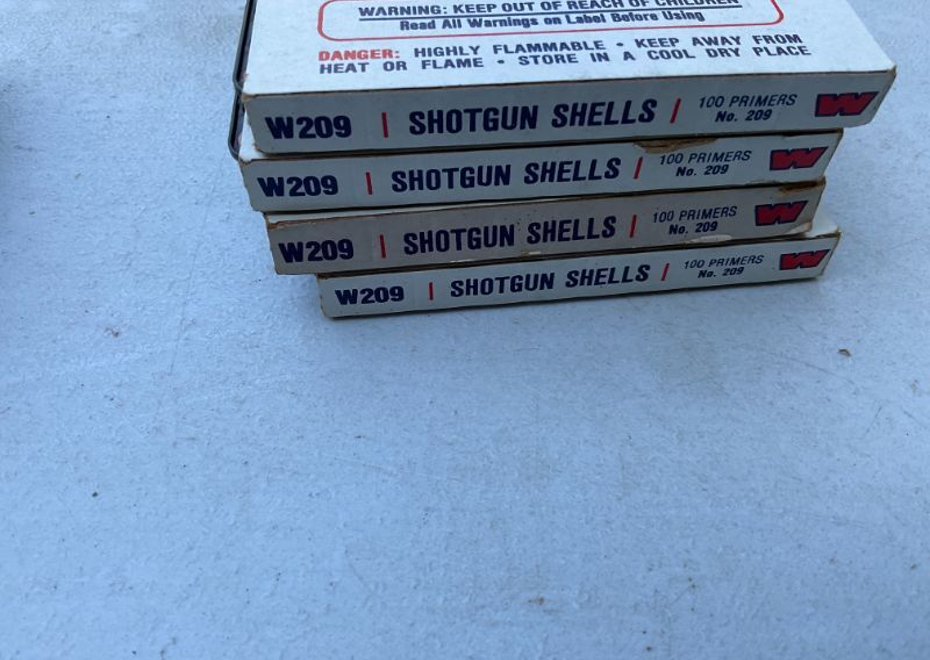 WARNING: KEEP OUT OF REACH OF CHILDREN
Read All Warnings on Label Before Using
DANGER: HIGHLY FLAMMABLE • KEEP AWAY FROM
HEAT OR FLAME • STORE IN A COOL DRY PLACE
W209 | SHOTGUN SHELLS / 100 PRIMERS
No. 209 W
W209 | SHOTGUN SHELLS / 100 PRIMERS
No. 209 W
W209 | SHOTGUN SHELLS / 100 PRIMERS
No. 209 W
W209 | SHOTGUN SHELLS / 100 PRIMERS
No. 209 W